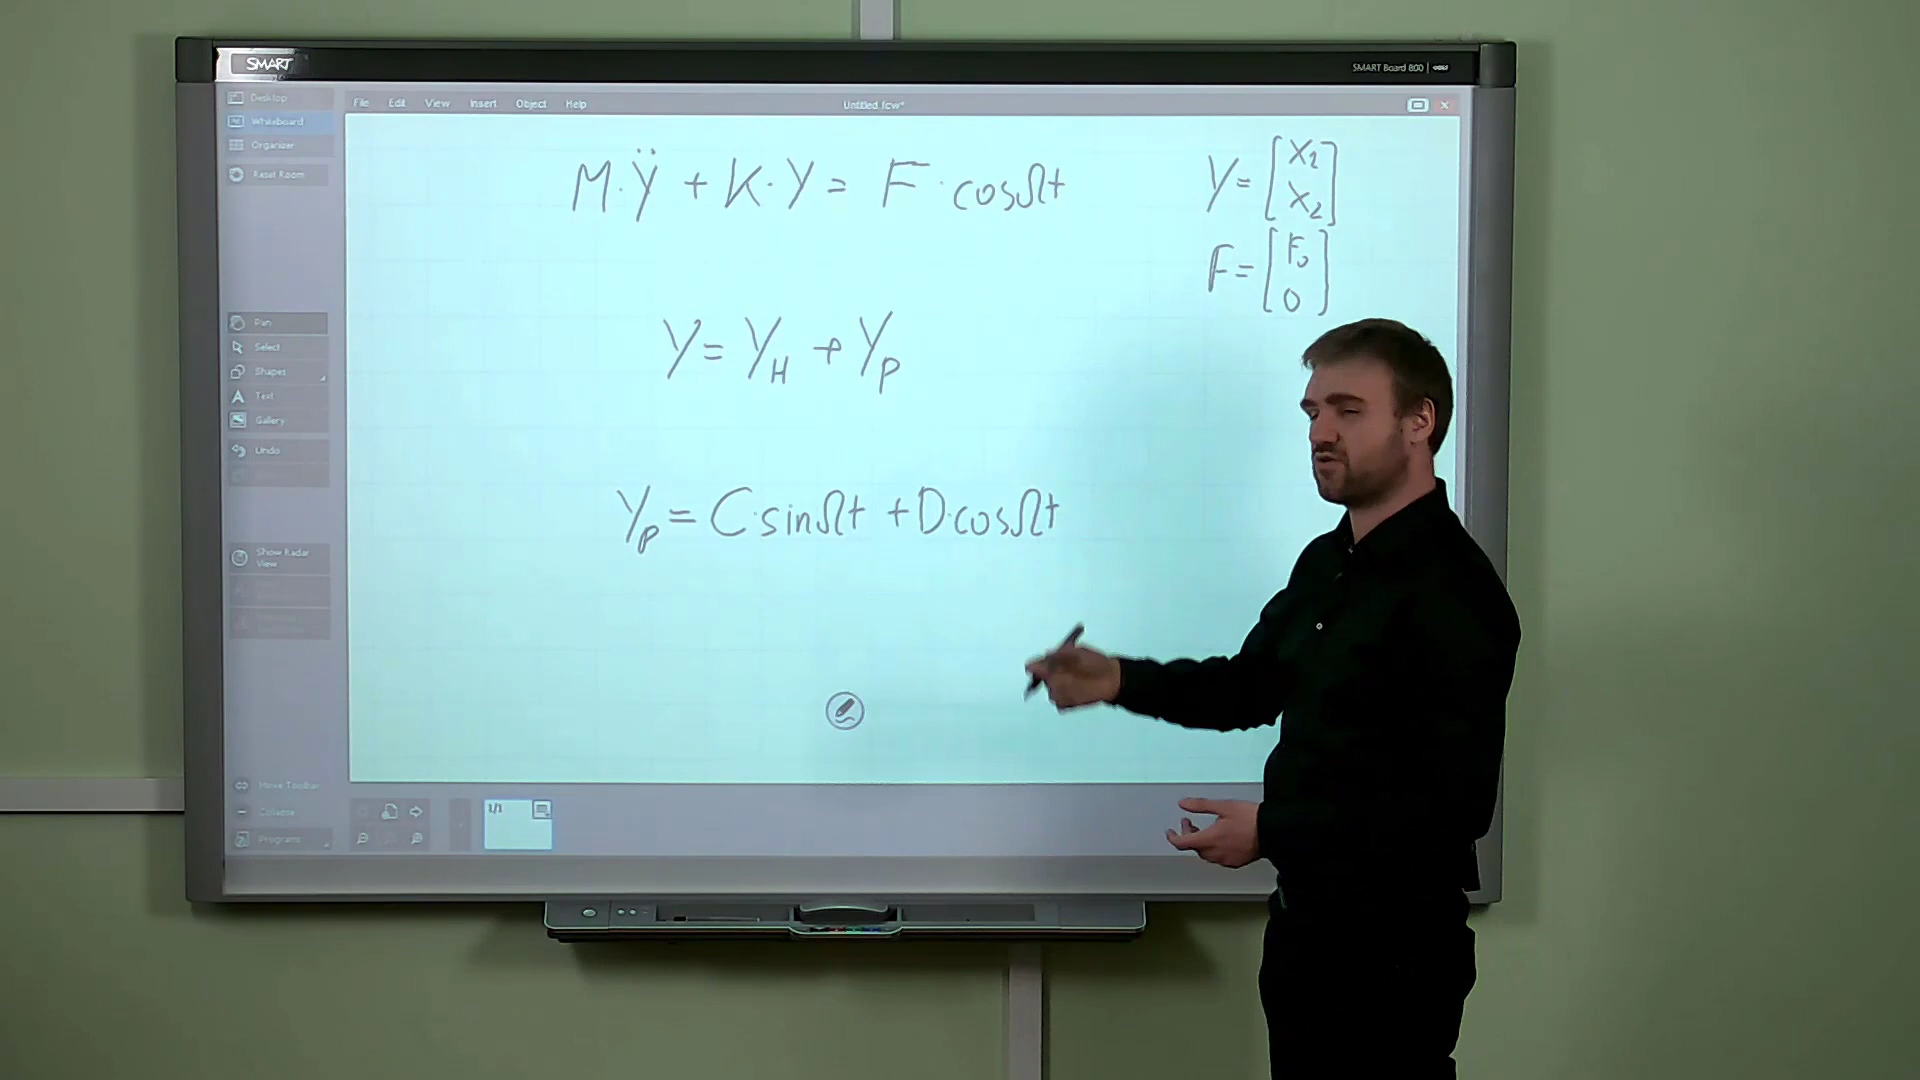 SMART
SMART Board 800
Desktop
Whiteboard
Organizer
Reset Room
File Edit View Insert Object Help
Untitled fcw*
M·Ÿ + K·Y = F·cosΩt
Y = [X₂
X₂]
F = [F₀
0]
Y = Y_H + Y_P
Y_P = C·sinΩt + D·cosΩt
Pan
Select
Shapes
Text
Gallery
Undo
Show Radar
View
Move Toolbar
Collapse
Programs
1/1